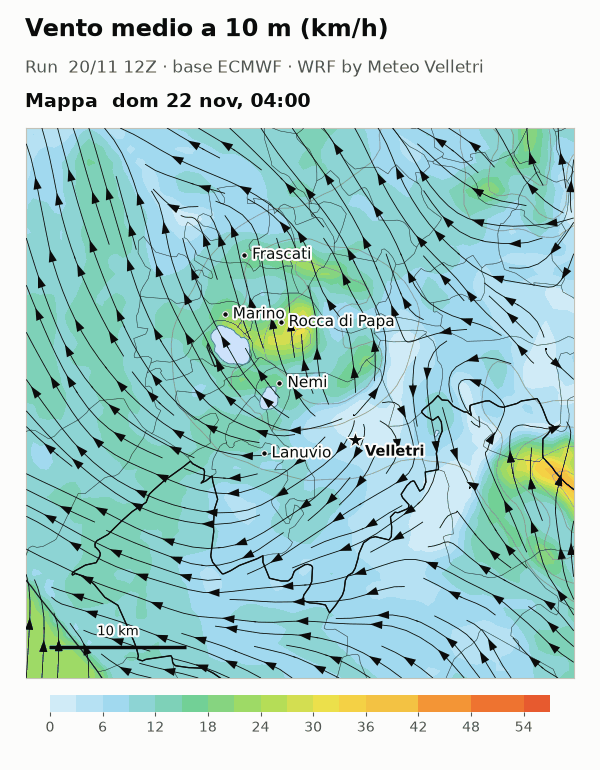 Vento medio a 10 m (km/h)
Run  20/11 12Z · base ECMWF · WRF by Meteo Velletri
Mappa  dom 22 nov, 04:00
Frascati
Marino
Rocca di Papa
Nemi
Velletri
Lanuvio
10 km
0 6 12 18 24 30 36 42 48 54